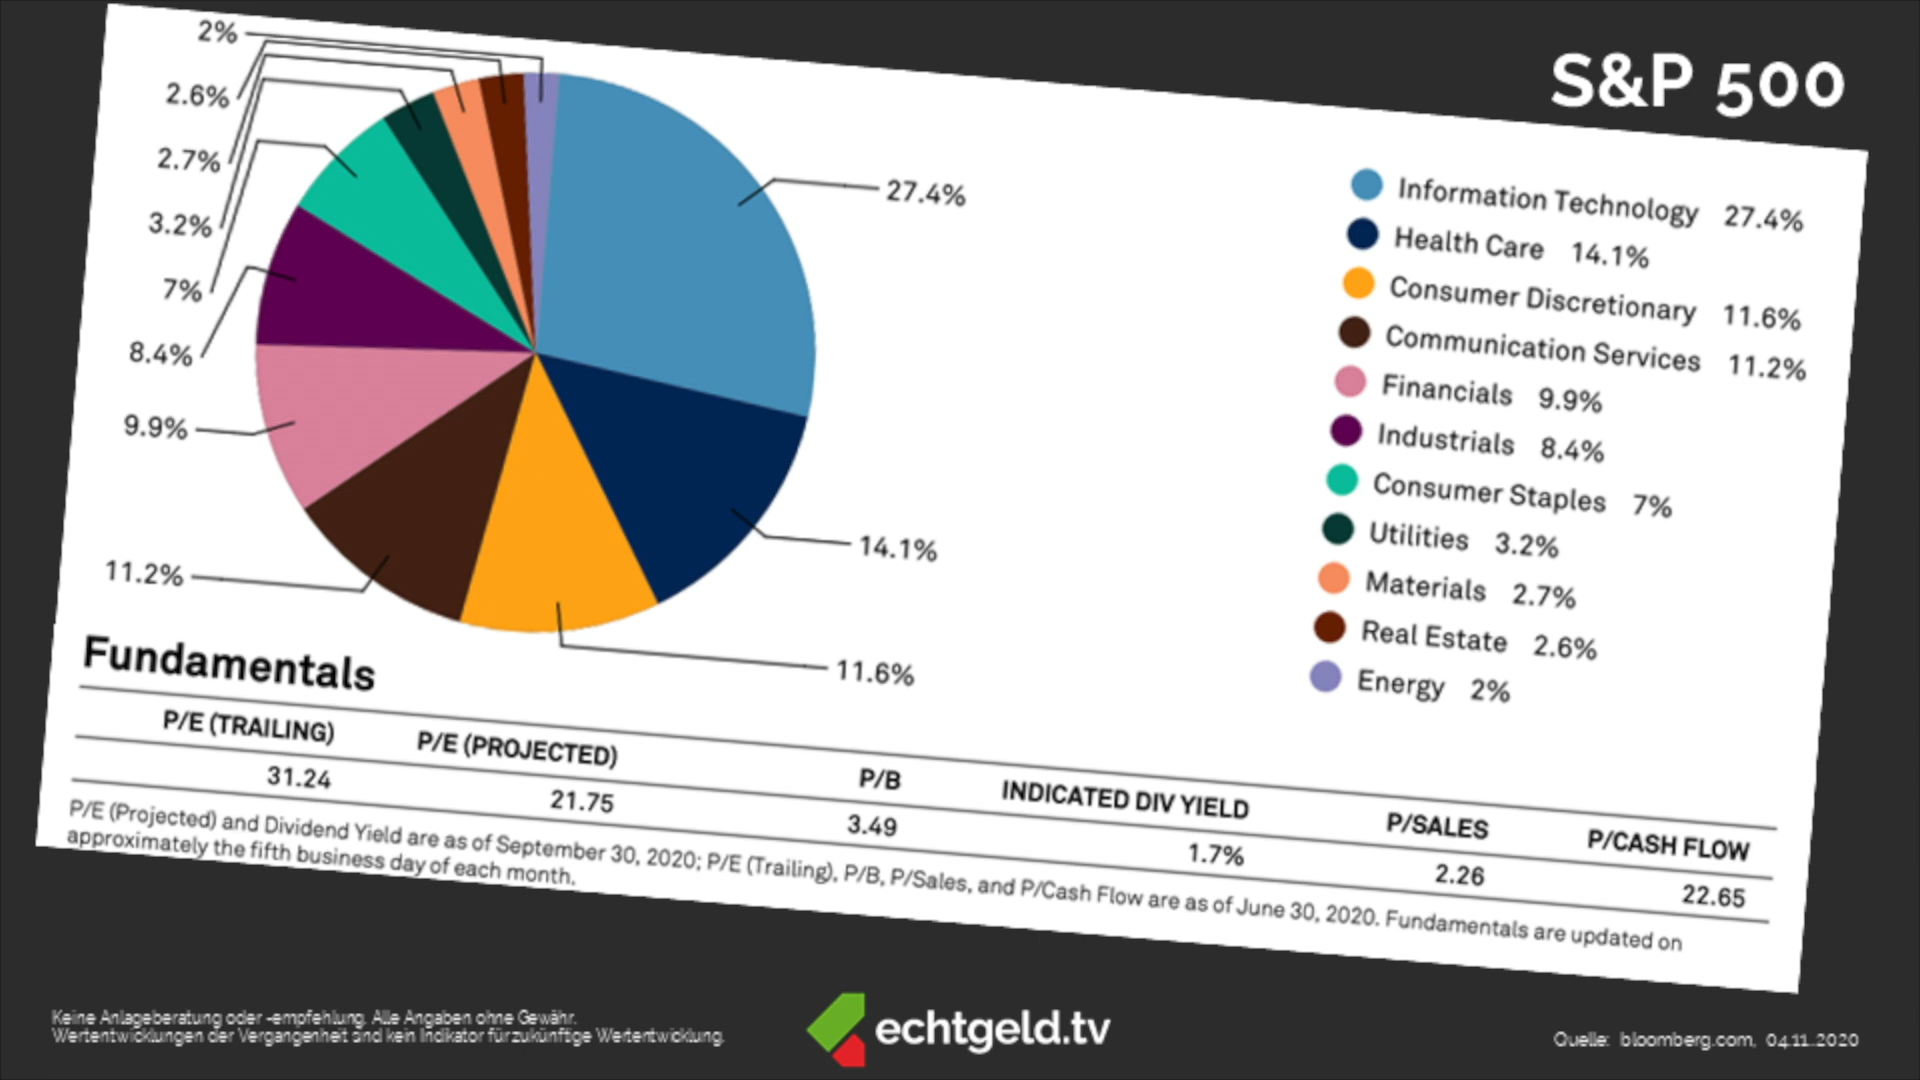 S&P 500
2%
2.6%
2.7%
3.2%
7%
8.4%
9.9%
11.2%
27.4%
14.1%
11.6%
Information Technology 27.4%
Health Care 14.1%
Consumer Discretionary 11.6%
Communication Services 11.2%
Financials 9.9%
Industrials 8.4%
Consumer Staples 7%
Utilities 3.2%
Materials 2.7%
Real Estate 2.6%
Energy 2%
Fundamentals
P/E (TRAILING) P/E (PROJECTED) P/B INDICATED DIV YIELD P/SALES P/CASH FLOW
31.24 21.75 3.49 1.7% 2.26 22.65
P/E (Projected) and Dividend Yield are as of September 30, 2020; P/E (Trailing), P/B, P/Sales, and P/Cash Flow are as of June 30, 2020. Fundamentals are updated on
approximately the fifth business day of each month.
Keine Anlageberatung oder -empfehlung. Alle Angaben ohne Gewähr.
Wertentwicklungen der Vergangenheit sind kein Indikator für zukünftige Wertentwicklung.
echtgeld.tv
Quelle: bloomberg.com, 04.11.2020